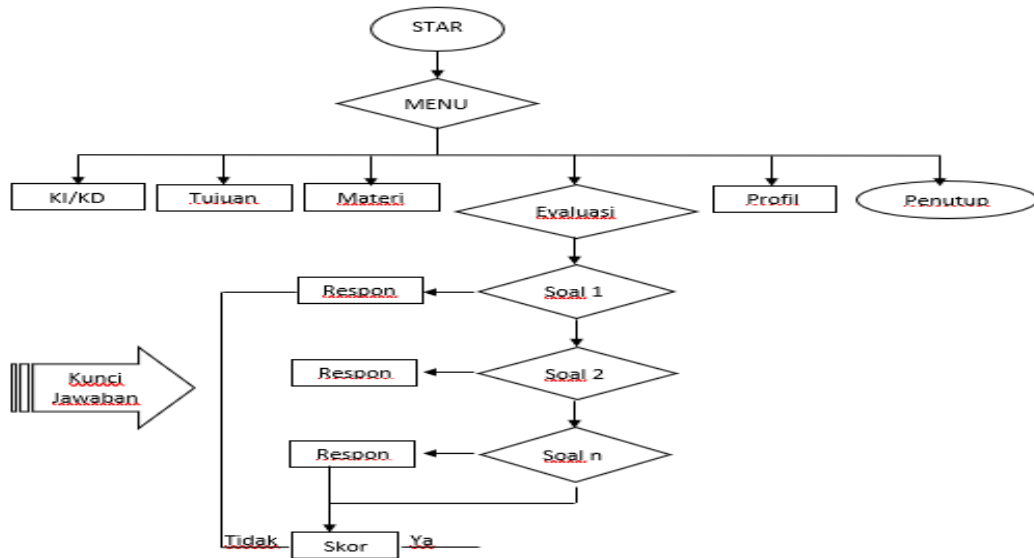 STAR
MENU
KI/KD
Tujuan
Materi
Evaluasi
Profil
Penutup
Respon
Soal 1
Kunci
Jawaban
Respon
Soal 2
Respon
Soal n
Tidak
Skor
Ya